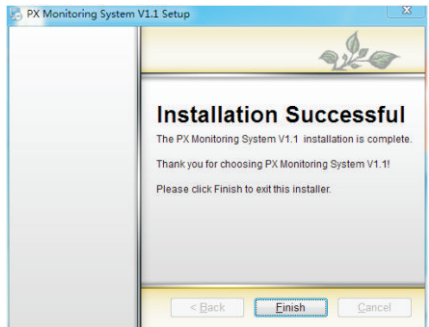 PX Monitoring System V1.1 Setup
Installation Successful
The PX Monitoring System V1.1 installation is complete.
Thank you for choosing PX Monitoring System V1.1!
Please click Finish to exit this installer.
< Back
Finish
Cancel